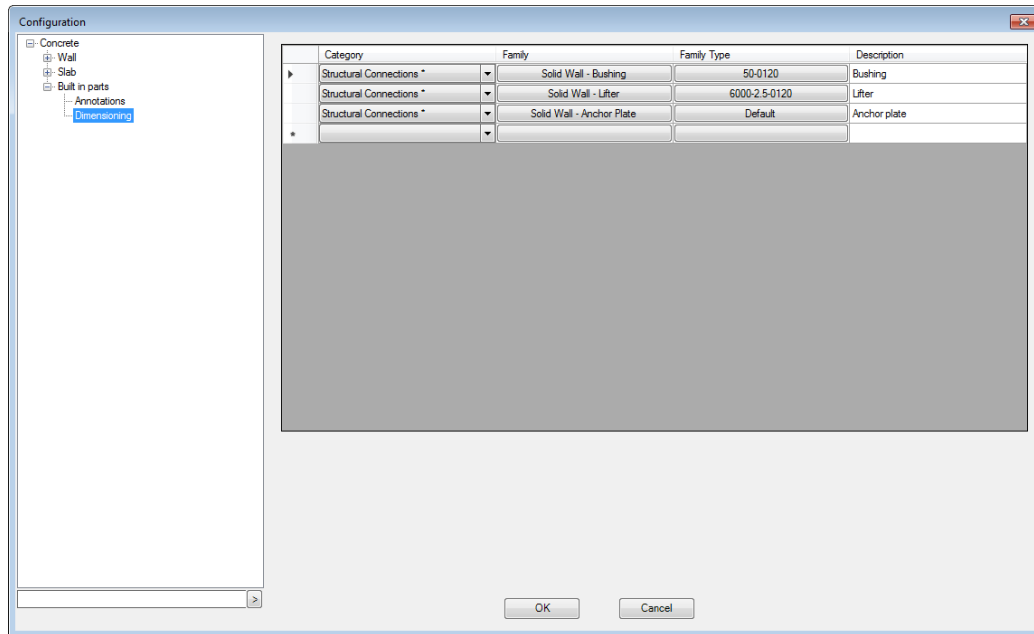 Configuration
Concrete
Wall
Slab
Built in parts
Annotations
Dimensioning
Category Family Family Type Description
Structural Connections * Solid Wall - Bushing 50-0120 Bushing
Structural Connections * Solid Wall - Lifter 6000-2.5-0120 Lifter
Structural Connections * Solid Wall - Anchor Plate Default Anchor plate
*
>
OK Cancel